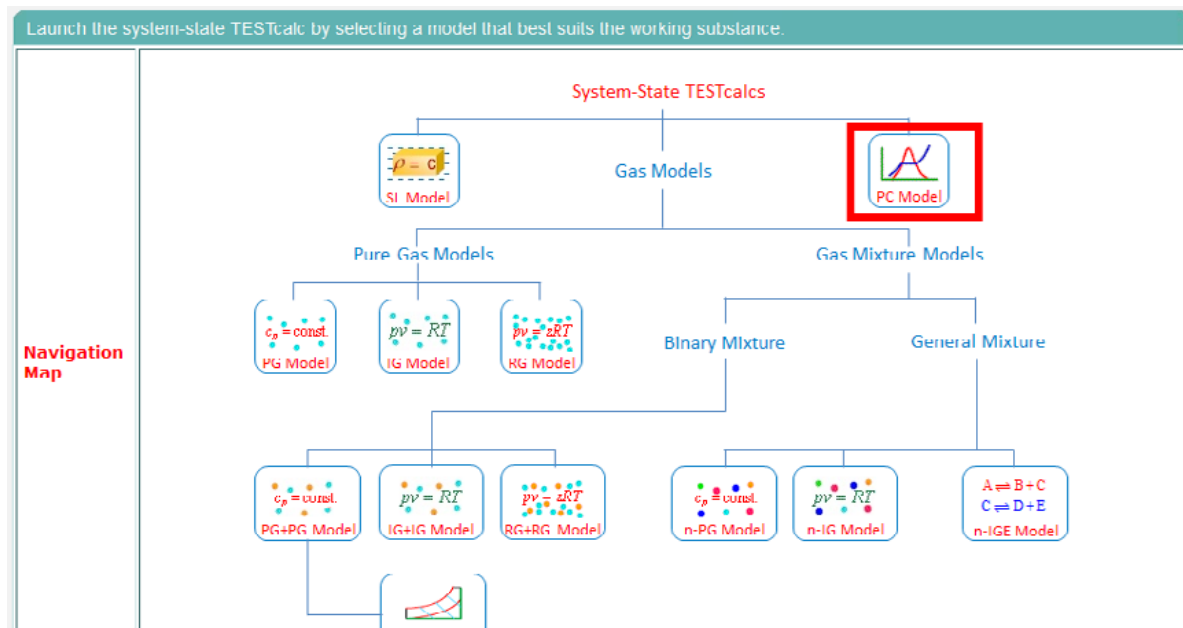 Launch the system-state TESTcalc by selecting a model that best suits the working substance.
System-State TESTcalcs
ρ = c
SL Model
Gas Models
PC Model
Pure Gas Models
Gas Mixture Models
c_p = const.
PG Model
pv = RT
IG Model
pv = zRT
RG Model
Binary Mixture
General Mixture
Navigation
Map
c_p = const.
PG+PG Model
pv = RT
IG+IG Model
pv = zRT
RG+RG Model
c_p = const.
n-PG Model
pv = RT
n-IG Model
A ⇌ B + C
C ⇌ D + E
n-IGE Model